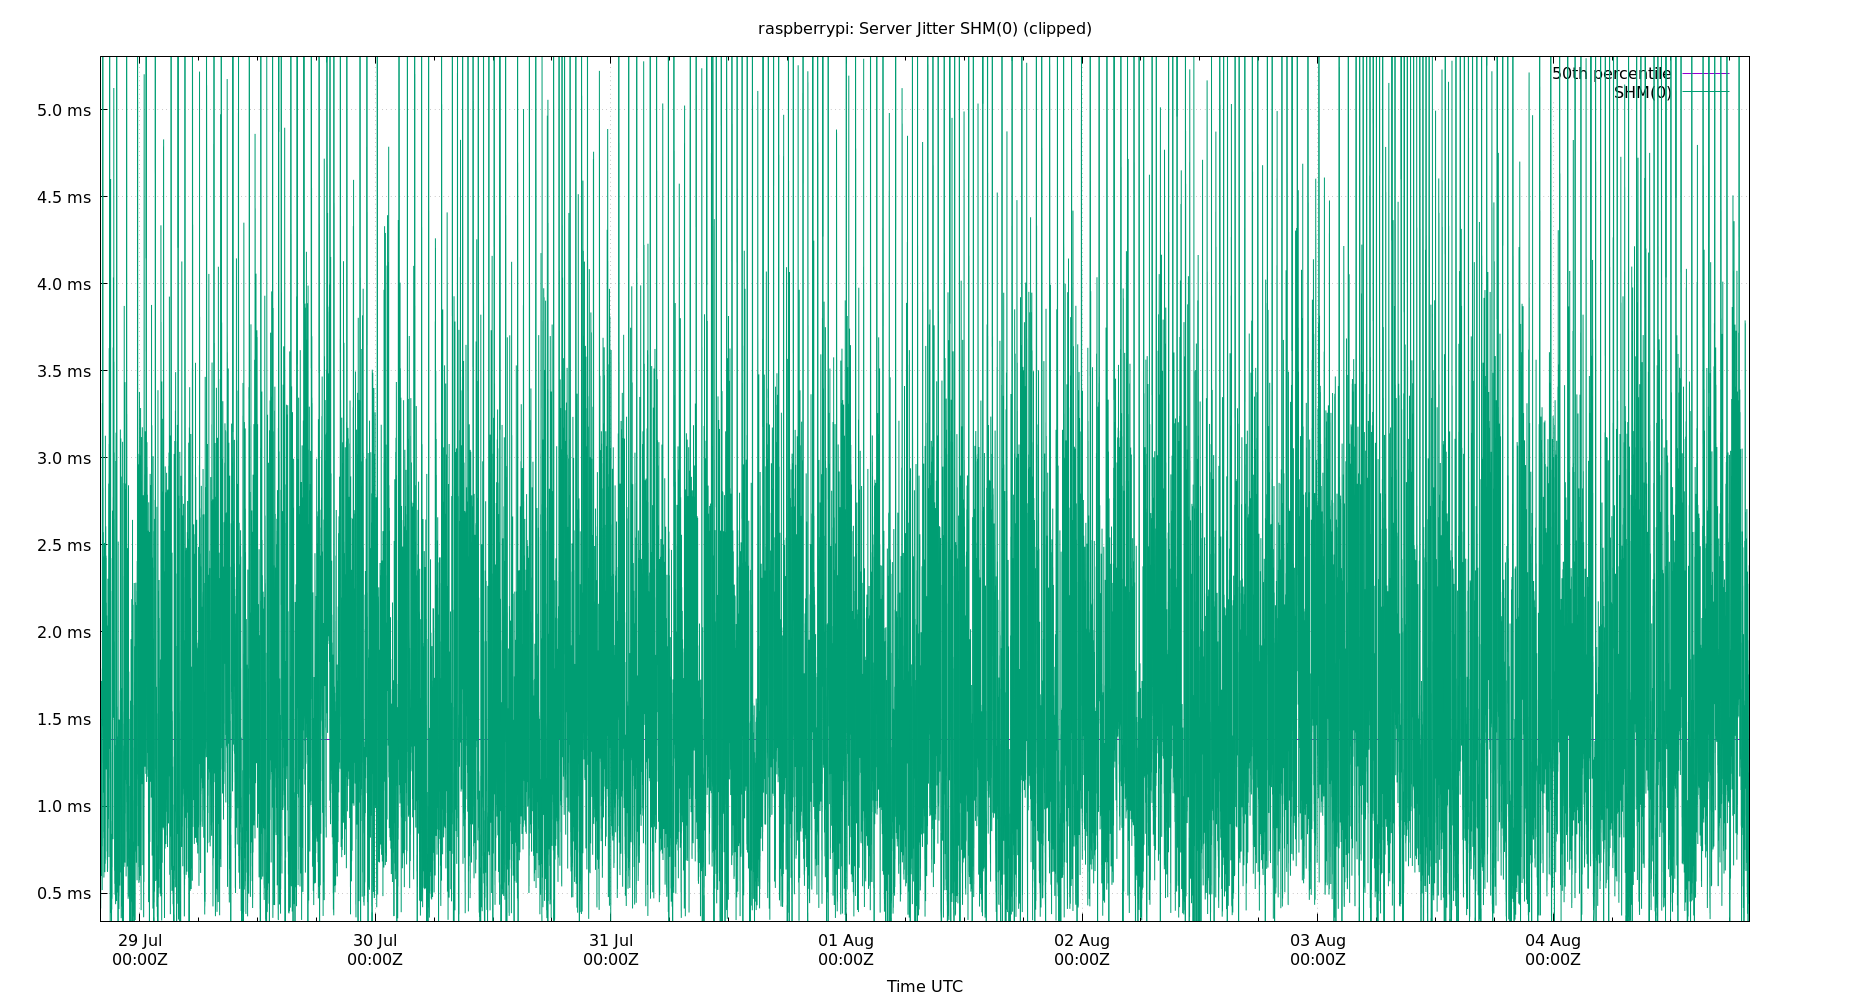 raspberrypi: Server Jitter SHM(0) (clipped)
50th percentile
SHM(0)
5.0 ms
4.5 ms
4.0 ms
3.5 ms
3.0 ms
2.5 ms
2.0 ms
1.5 ms
1.0 ms
0.5 ms
29 Jul 30 Jul 31 Jul 01 Aug 02 Aug 03 Aug 04 Aug
00:00Z 00:00Z 00:00Z 00:00Z 00:00Z 00:00Z 00:00Z
Time UTC